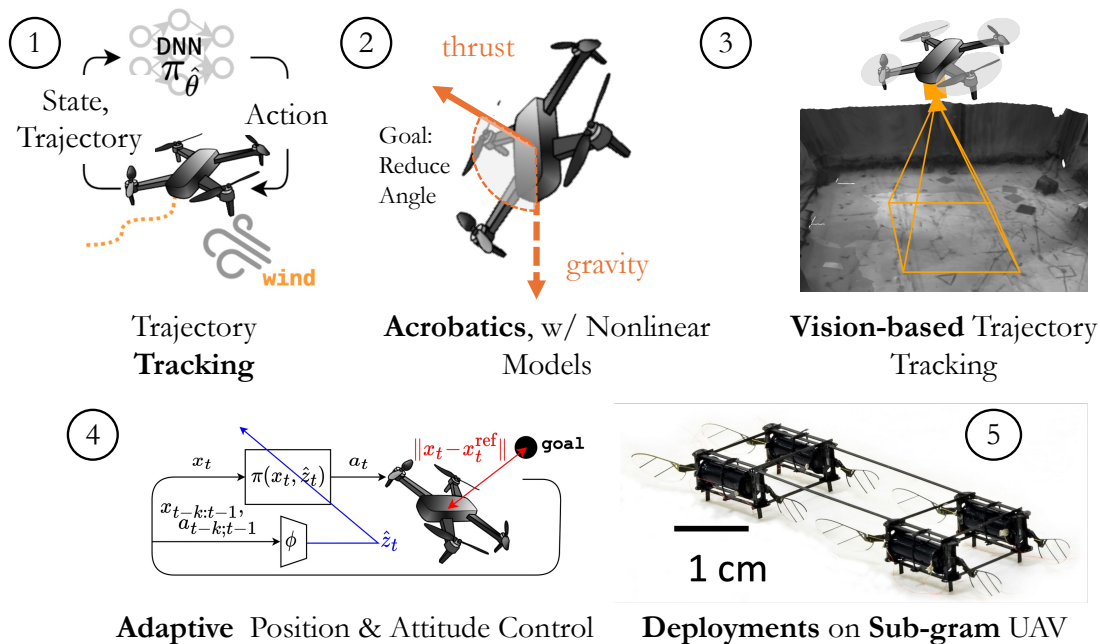 1
DNN
π_θ̂
State,
Trajectory
Action
wind
Trajectory
Tracking
2
thrust
Goal:
Reduce
Angle
gravity
Acrobatics, w/ Nonlinear
Models
3
Vision-based Trajectory
Tracking
4
x_t
π(x_t, ẑ_t)
a_t
‖x_t − x_t^ref‖
goal
x_{t−k:t−1},
a_{t−k;t−1}
ϕ
ẑ_t
Adaptive Position & Attitude Control
5
1 cm
Deployments on Sub-gram UAV